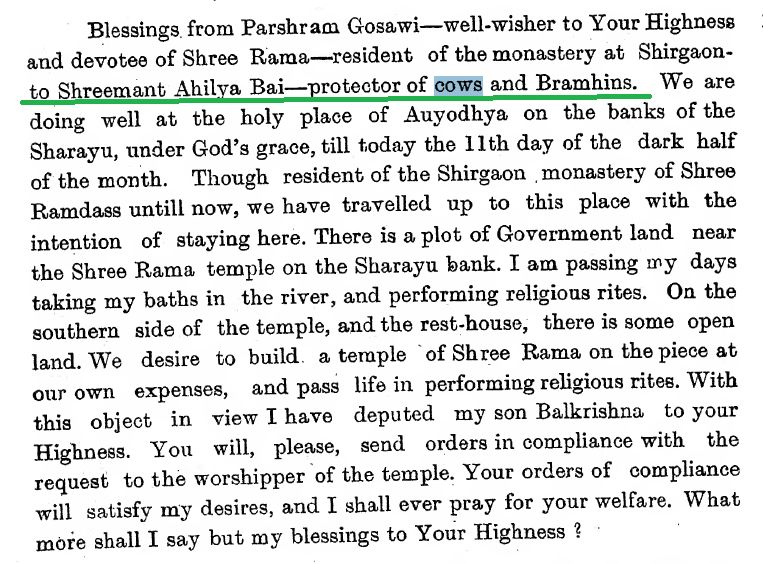 Blessings from Parshram Gosawi—well-wisher to Your Highness
and devotee of Shree Rama—resident of the monastery at Shirgaon-
to Shreemant Ahilya Bai—protector of cows and Bramhins. We are
doing well at the holy place of Auyodhya on the banks of the
Sharayu, under God's grace, till today the 11th day of the dark half
of the month. Though resident of the Shirgaon monastery of Shree
Ramdass untill now, we have travelled up to this place with the
intention of staying here. There is a plot of Government land near
the Shree Rama temple on the Sharayu bank. I am passing my days
taking my baths in the river, and performing religious rites. On the
southern side of the temple, and the rest-house, there is some open
land. We desire to build a temple of Shree Rama on the piece at
our own expenses, and pass life in performing religious rites. With
this object in view I have deputed my son Balkrishna to your
Highness. You will, please, send orders in compliance with the
request to the worshipper of the temple. Your orders of compliance
will satisfy my desires, and I shall ever pray for your welfare. What
more shall I say but my blessings to Your Highness ?